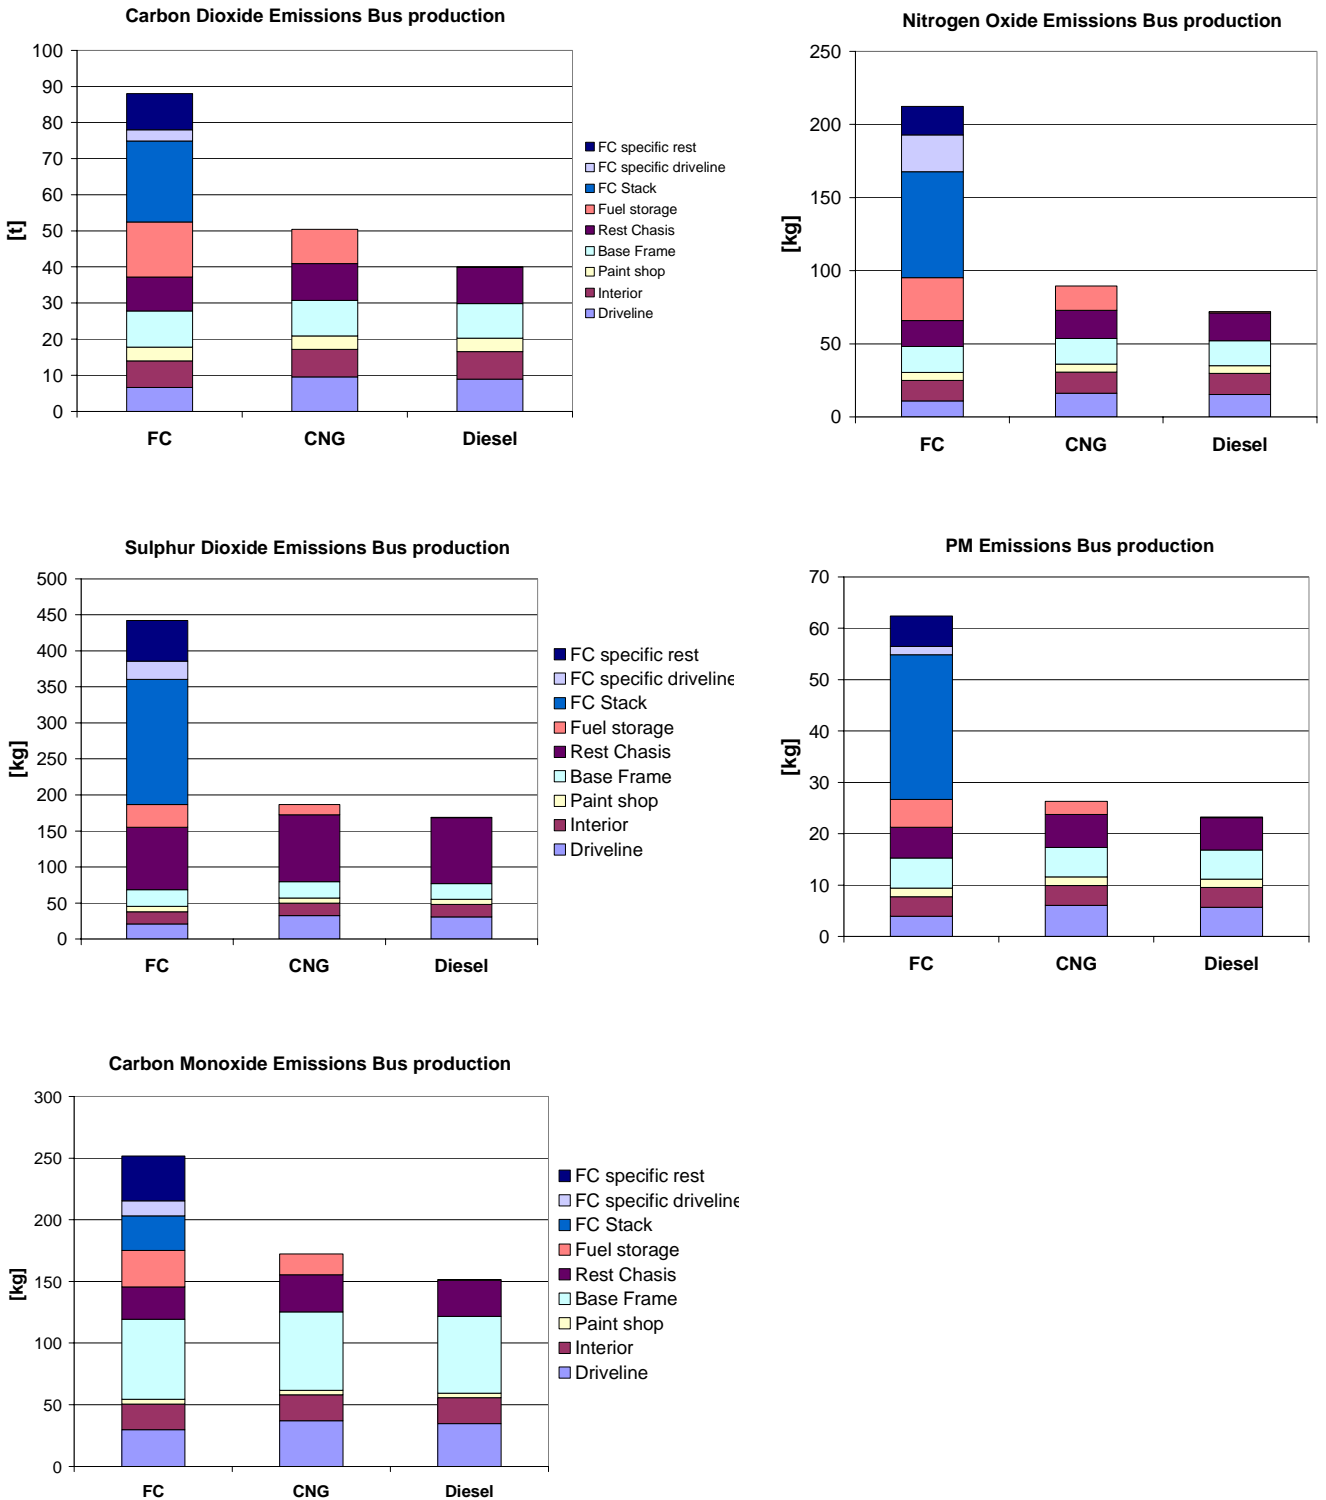 Carbon Dioxide Emissions Bus production
100
90
80
70
60
50
40
30
20
10
0
[t]
FC
CNG
Diesel
FC specific rest
FC specific driveline
FC Stack
Fuel storage
Rest Chasis
Base Frame
Paint shop
Interior
Driveline
Nitrogen Oxide Emissions Bus production
250
200
150
100
50
0
[kg]
FC
CNG
Diesel
Sulphur Dioxide Emissions Bus production
500
450
400
350
300
250
200
150
100
50
0
[kg]
FC
CNG
Diesel
FC specific rest
FC specific driveline
FC Stack
Fuel storage
Rest Chasis
Base Frame
Paint shop
Interior
Driveline
PM Emissions Bus production
70
60
50
40
30
20
10
0
[kg]
FC
CNG
Diesel
Carbon Monoxide Emissions Bus production
300
250
200
150
100
50
0
[kg]
FC
CNG
Diesel
FC specific rest
FC specific driveline
FC Stack
Fuel storage
Rest Chasis
Base Frame
Paint shop
Interior
Driveline